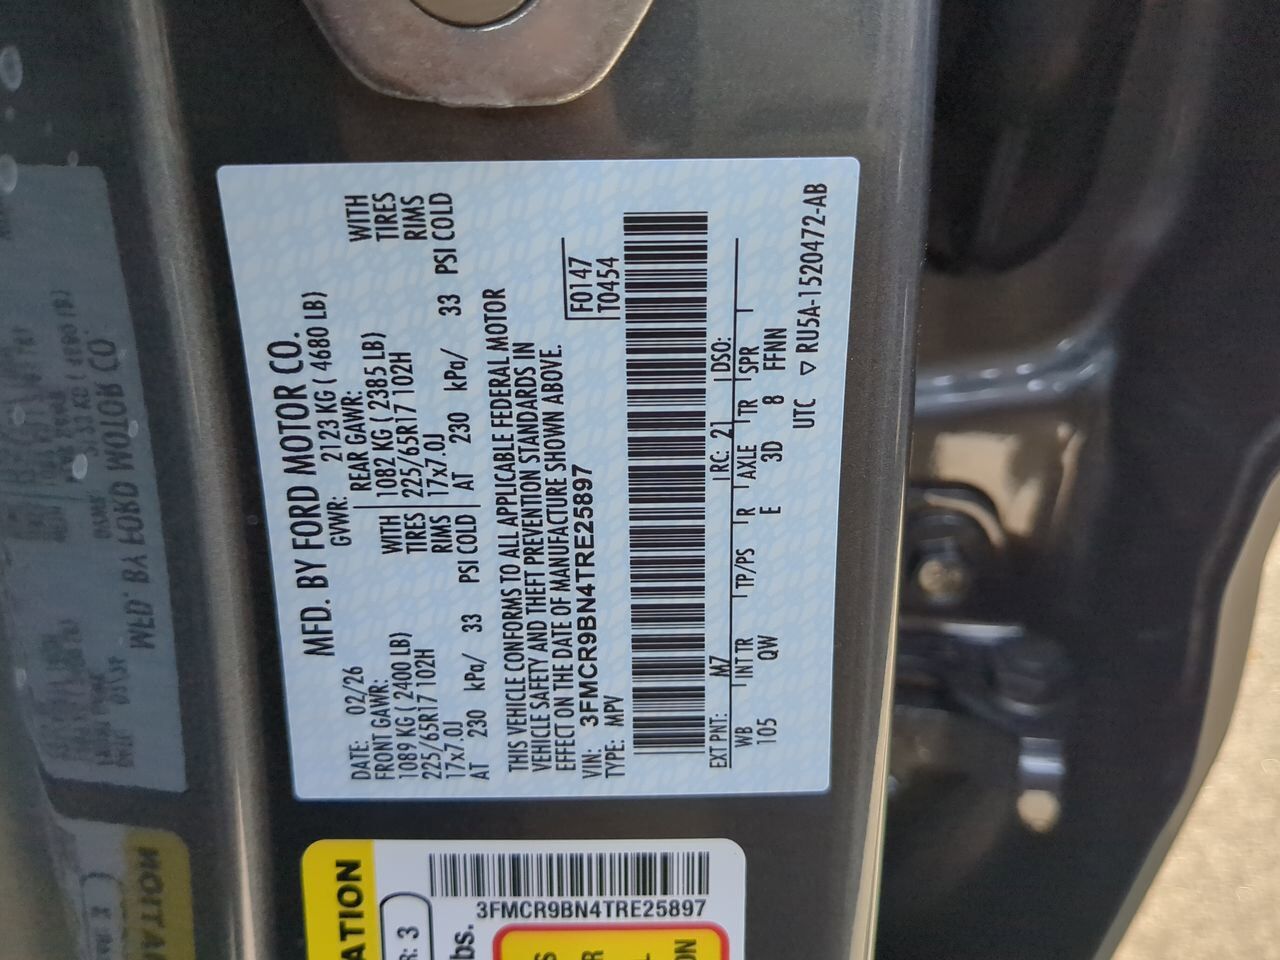 MFD. BY FORD MOTOR CO.
DATE: 02/26 GVWR: 2123 KG ( 4680 LB)
FRONT GAWR: REAR GAWR:
1089 KG ( 2400 LB) WITH 1082 KG ( 2385 LB) WITH
225/65R17 102H TIRES 225/65R17 102H TIRES
17x7.0J RIMS 17x7.0J RIMS
AT 230 kPa/ 33 PSI COLD AT 230 kPa/ 33 PSI COLD
THIS VEHICLE CONFORMS TO ALL APPLICABLE FEDERAL MOTOR
VEHICLE SAFETY AND THEFT PREVENTION STANDARDS IN
EFFECT ON THE DATE OF MANUFACTURE SHOWN ABOVE.
VIN: 3FMCR9BN4TRE25897 F0147
TYPE: MPV T0454
EXT PNT: M7 RC: 21 DSO:
WB INT TR TP/PS R AXLE TR SPR
105 QW E 3D 8 FFNN
UTC ▽ RU5A-1520472-AB
ATION
R: 3
3FMCR9BN4TRE25897
lbs.